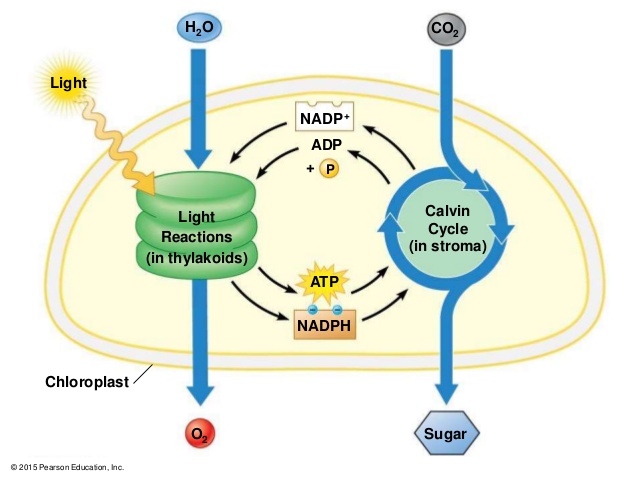 H₂O
CO₂
Light
NADP⁺
ADP
+ P
Light
Reactions
(in thylakoids)
Calvin
Cycle
(in stroma)
ATP
NADPH
Chloroplast
O₂
Sugar
© 2015 Pearson Education, Inc.